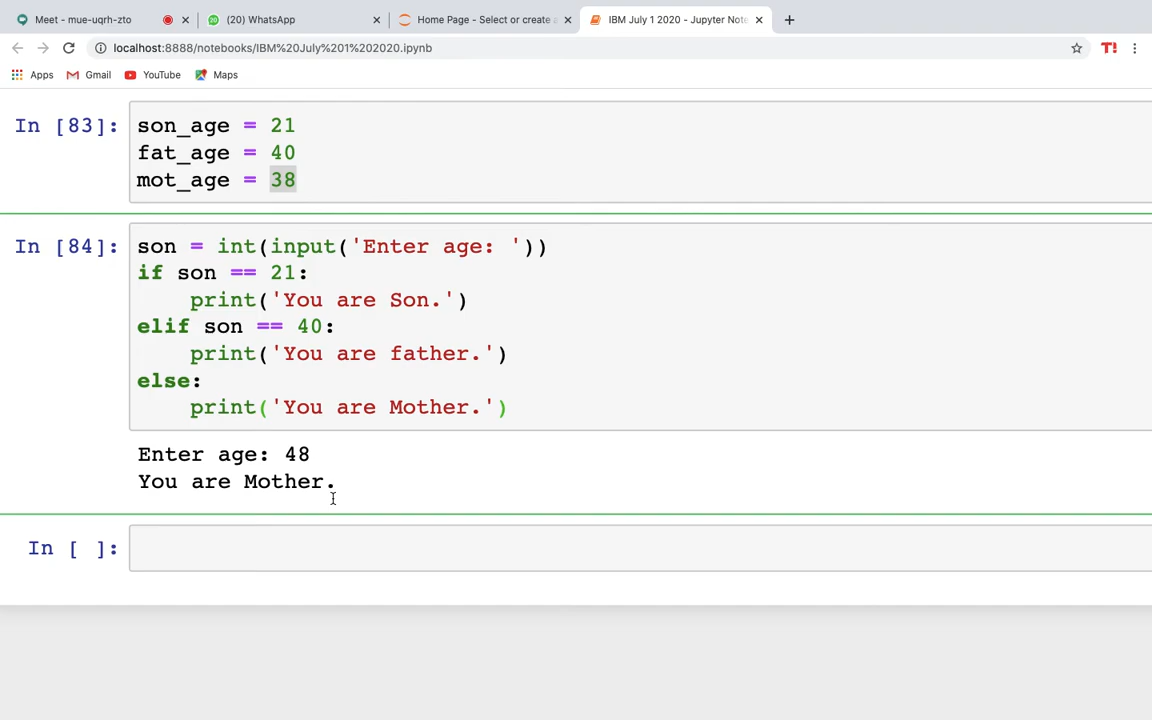 Meet - mue-uqrh-zto
(20) WhatsApp
Home Page - Select or create a
IBM July 1 2020 - Jupyter Note
localhost:8888/notebooks/IBM%20July%201%202020.ipynb
T!
Apps
Gmail
YouTube
Maps
In [83]:
son_age = 21
fat_age = 40
mot_age = 38
In [84]:
son = int(input('Enter age: '))
if son == 21:
    print('You are Son.')
elif son == 40:
    print('You are father.')
else:
    print('You are Mother.')
Enter age: 48
You are Mother.
In [ ]: